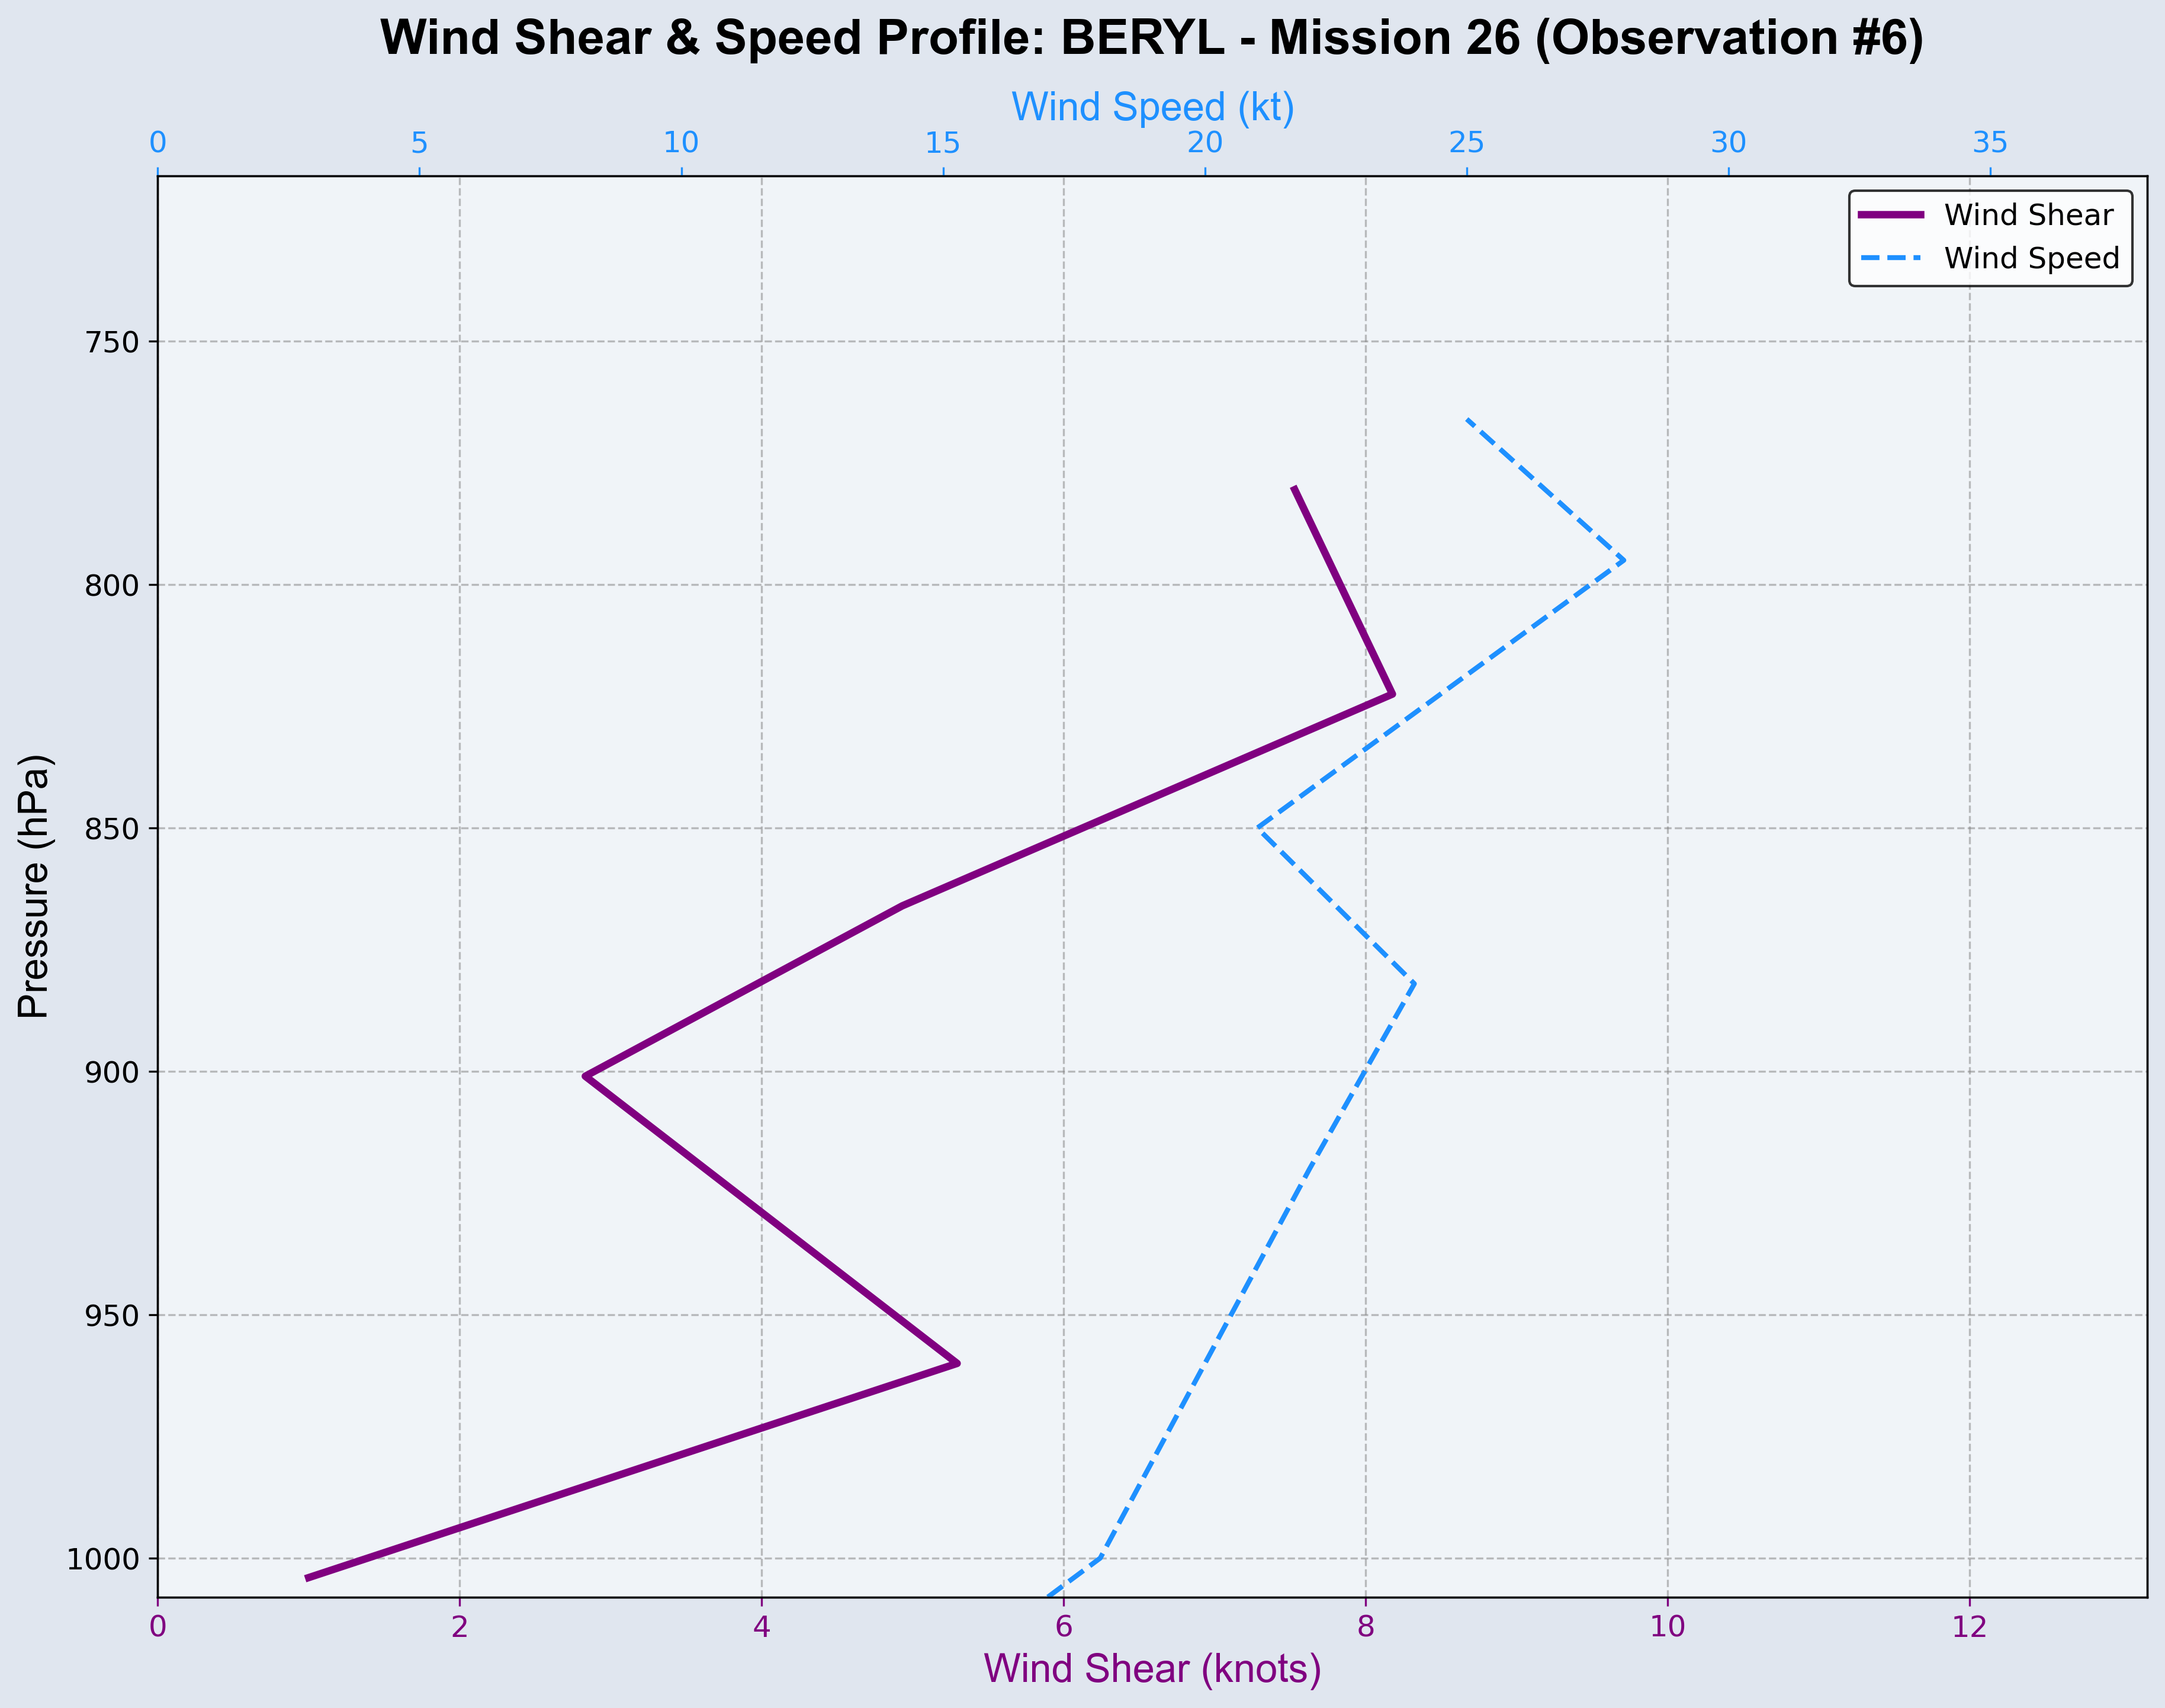 Wind Shear & Speed Profile: BERYL - Mission 26 (Observation #6)
Wind Speed (kt)
0 5 10 15 20 25 30 35
Wind Shear
Wind Speed
Pressure (hPa)
750
800
850
900
950
1000
0 2 4 6 8 10 12
Wind Shear (knots)